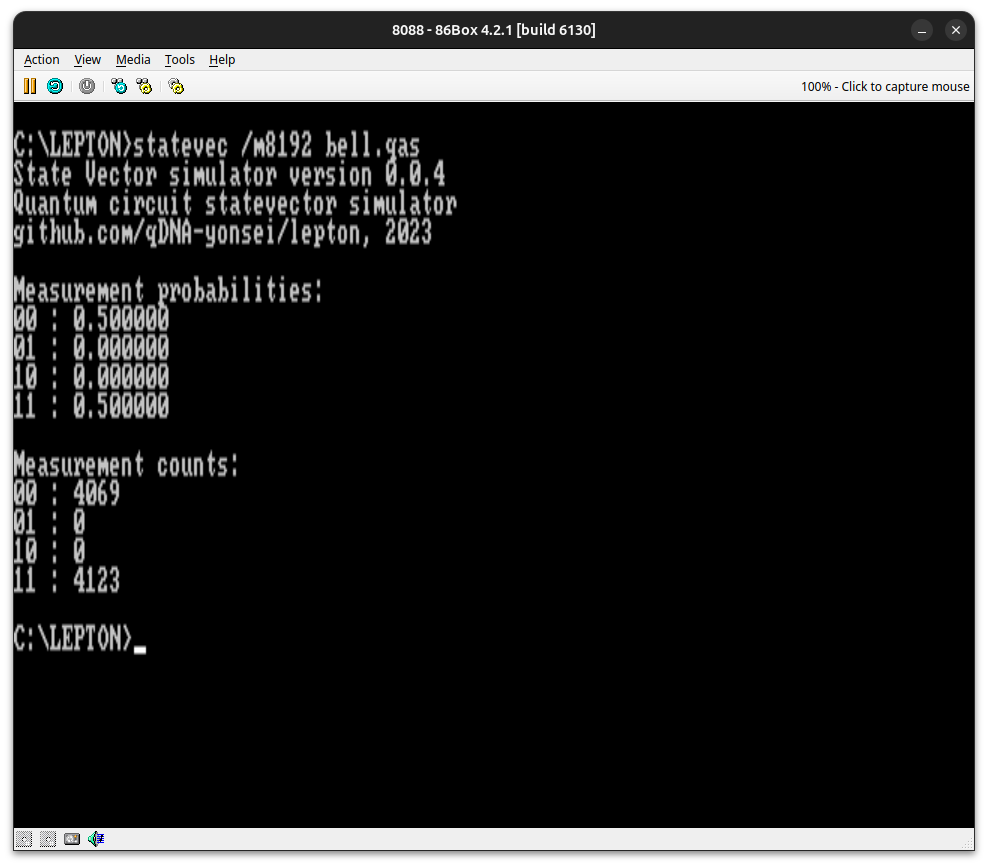 8088 - 86Box 4.2.1 [build 6130]
Action View Media Tools Help
100% - Click to capture mouse
C:\LEPTON>statevec /m8192 bell.qas
State Vector simulator version 0.0.4
Quantum circuit statevector simulator
github.com/qDNA-yonsei/lepton, 2023
Measurement probabilities:
00 : 0.500000
01 : 0.000000
10 : 0.000000
11 : 0.500000
Measurement counts:
00 : 4069
01 : 0
10 : 0
11 : 4123
C:\LEPTON>_